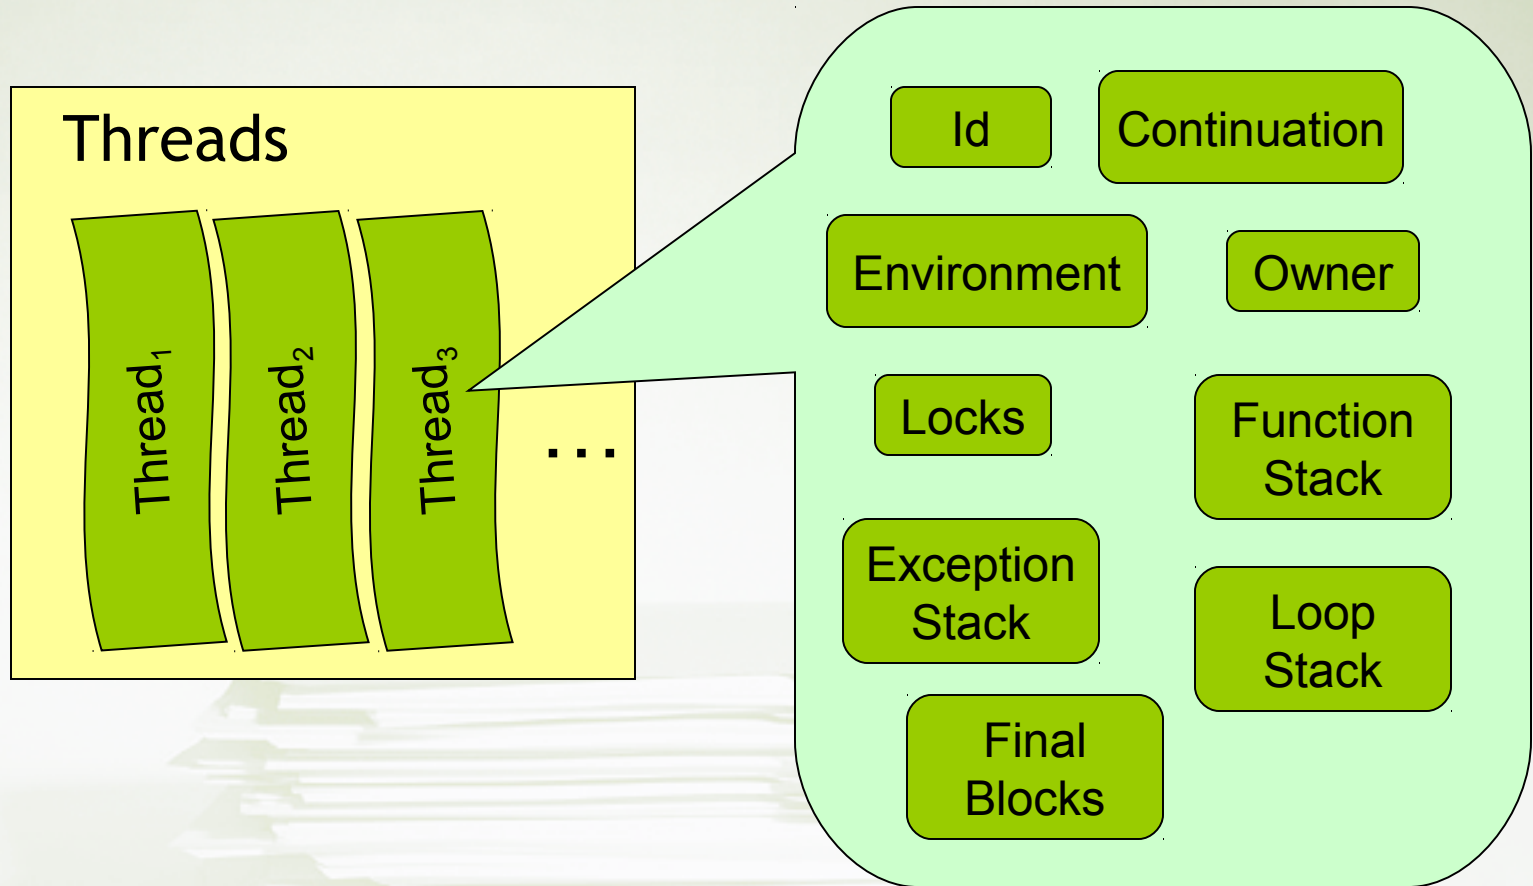 Threads
Thread₁
Thread₂
Thread₃
...
Id
Continuation
Environment
Owner
Locks
Function
Stack
Exception
Stack
Loop
Stack
Final
Blocks